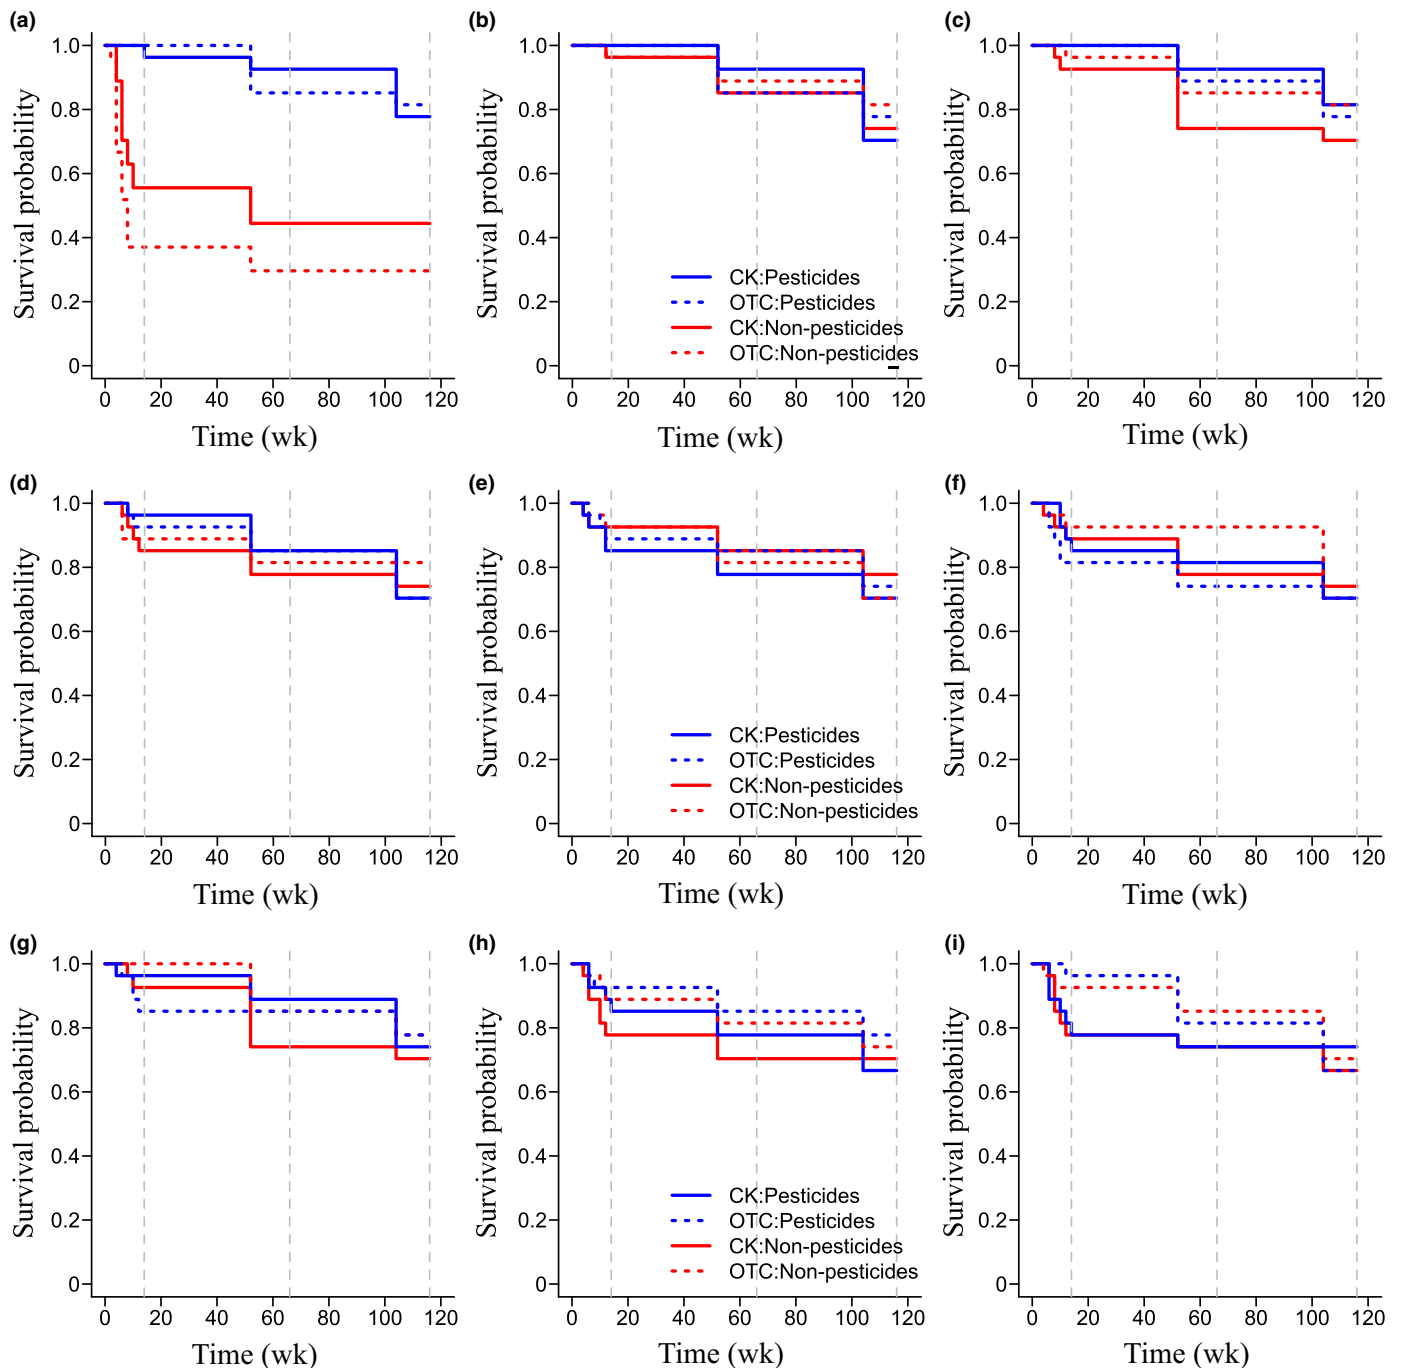 (a)
(b)
(c)
Survival probability
1.0
0.8
0.6
0.4
0.2
0
0 20 40 60 80 100 120
Time (wk)
Survival probability
1.0
0.8
0.6
0.4
0.2
0
CK:Pesticides
OTC:Pesticides
CK:Non-pesticides
OTC:Non-pesticides
0 20 40 60 80 100 120
Time (wk)
Survival probability
1.0
0.8
0.6
0.4
0.2
0
0 20 40 60 80 100 120
Time (wk)
(d)
(e)
(f)
Survival probability
1.0
0.8
0.6
0.4
0.2
0
0 20 40 60 80 100 120
Time (wk)
Survival probability
1.0
0.8
0.6
0.4
0.2
0
CK:Pesticides
OTC:Pesticides
CK:Non-pesticides
OTC:Non-pesticides
0 20 40 60 80 100 120
Time (wk)
Survival probability
1.0
0.8
0.6
0.4
0.2
0
0 20 40 60 80 100 120
Time (wk)
(g)
(h)
(i)
Survival probability
1.0
0.8
0.6
0.4
0.2
0
0 20 40 60 80 100 120
Time (wk)
Survival probability
1.0
0.8
0.6
0.4
0.2
0
CK:Pesticides
OTC:Pesticides
CK:Non-pesticides
OTC:Non-pesticides
0 20 40 60 80 100 120
Time (wk)
Survival probability
1.0
0.8
0.6
0.4
0.2
0
0 20 40 60 80 100 120
Time (wk)